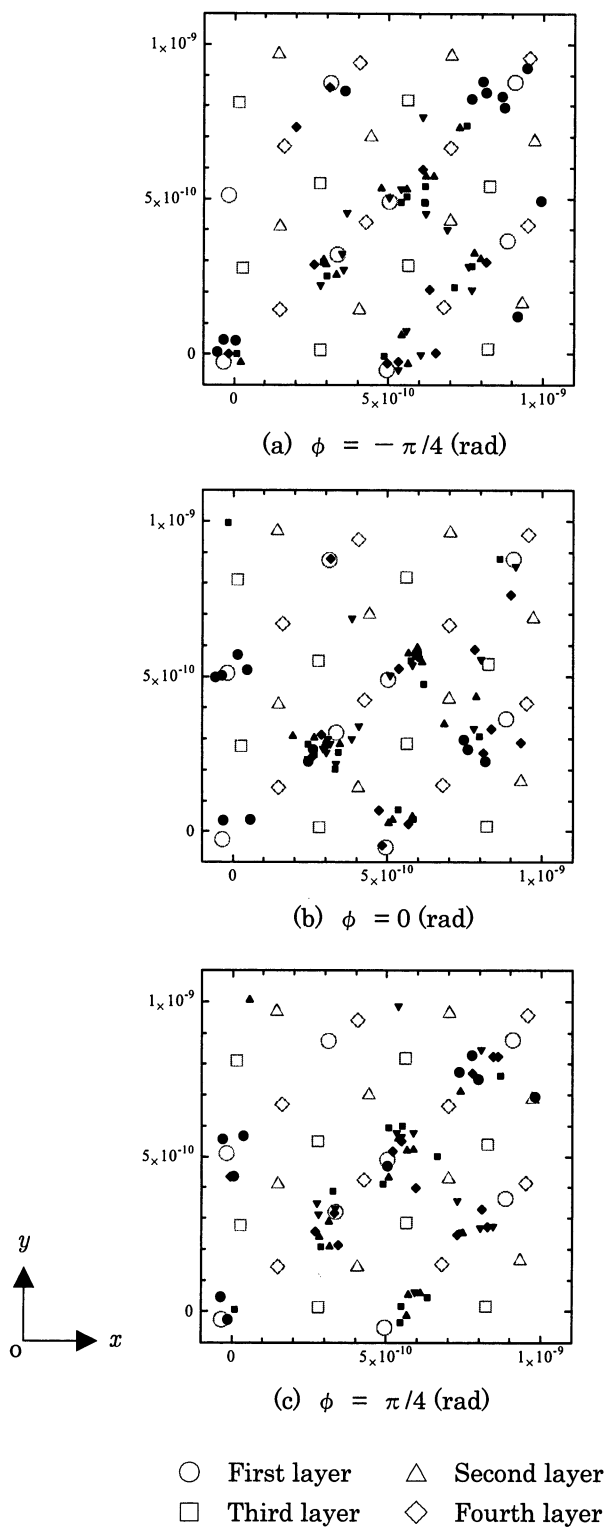 1×10⁻⁹
5×10⁻¹⁰
0
0 5×10⁻¹⁰ 1×10⁻⁹
(a) ϕ = −π/4 (rad)
1×10⁻⁹
5×10⁻¹⁰
0
0 5×10⁻¹⁰ 1×10⁻⁹
(b) ϕ = 0 (rad)
1×10⁻⁹
5×10⁻¹⁰
0
0 5×10⁻¹⁰ 1×10⁻⁹
y
o x
(c) ϕ = π/4 (rad)
First layer Second layer
Third layer Fourth layer